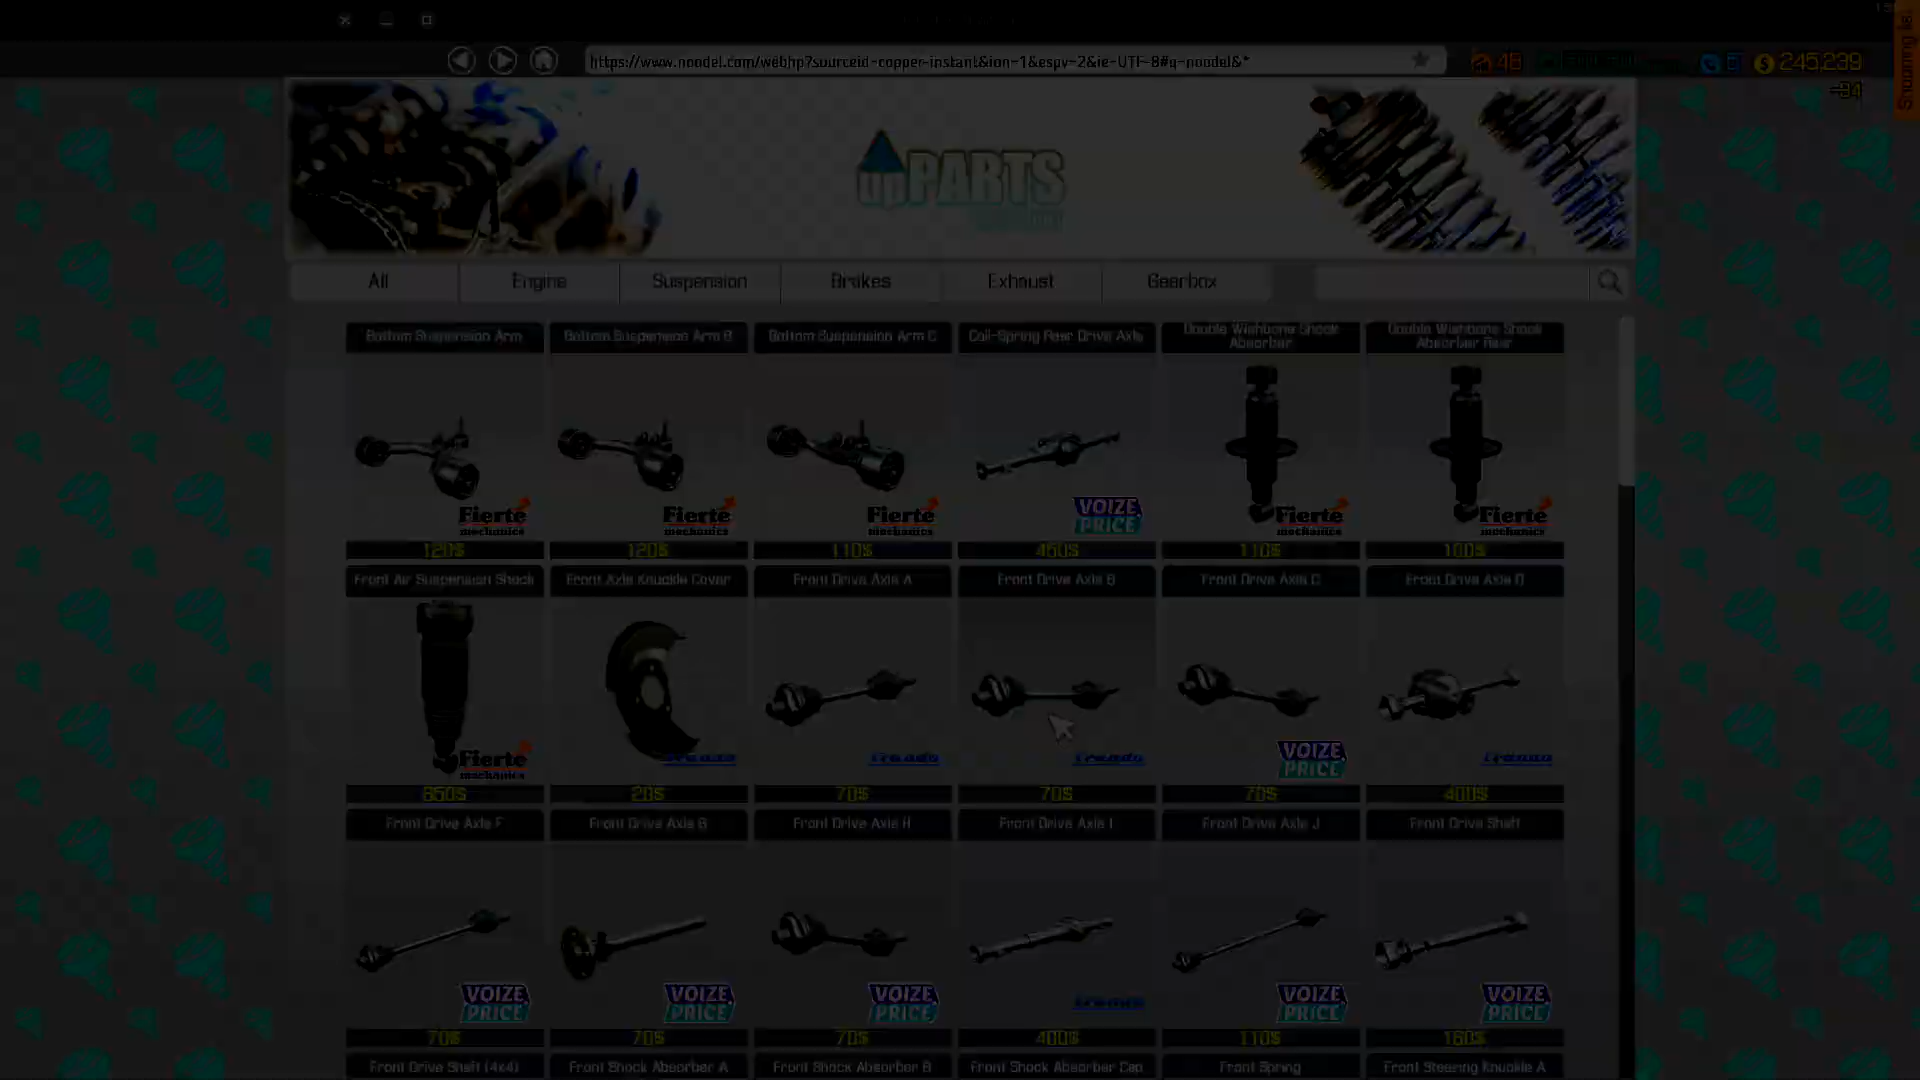 https://www.noodel.com/webhp?sourceid=copper-instant&ion=1&espv=2&ie=UTF-8#q=noodel&*
48
245,239
-84
Shopping list
upPARTS
All
Engine
Suspension
Brakes
Exhaust
Gearbox
Bottom Suspension Arm
Bottom Suspension Arm B
Bottom Suspension Arm C
Coil-Spring Rear Drive Axle
Double Wishbone Shock Absorber
Double Wishbone Shock Absorber Rear
Fierte mechanics
Fierte mechanics
Fierte mechanics
VOIZE PRICE
Fierte mechanics
Fierte mechanics
120$
120$
110$
450$
110$
100$
Front Air Suspension Shock
Front Axle Knuckle Cover
Front Drive Axle A
Front Drive Axle B
Front Drive Axle C
Front Drive Axle D
Fierte mechanics
VOIZE PRICE
650$
20$
70$
70$
70$
400$
Front Drive Axle F
Front Drive Axle G
Front Drive Axle H
Front Drive Axle I
Front Drive Axle J
Front Drive Shaft
VOIZE PRICE
VOIZE PRICE
VOIZE PRICE
VOIZE PRICE
VOIZE PRICE
70$
70$
70$
400$
110$
160$
Front Drive Shaft (4x4)
Front Shock Absorber A
Front Shock Absorber B
Front Shock Absorber Cap
Front Spring
Front Steering Knuckle A